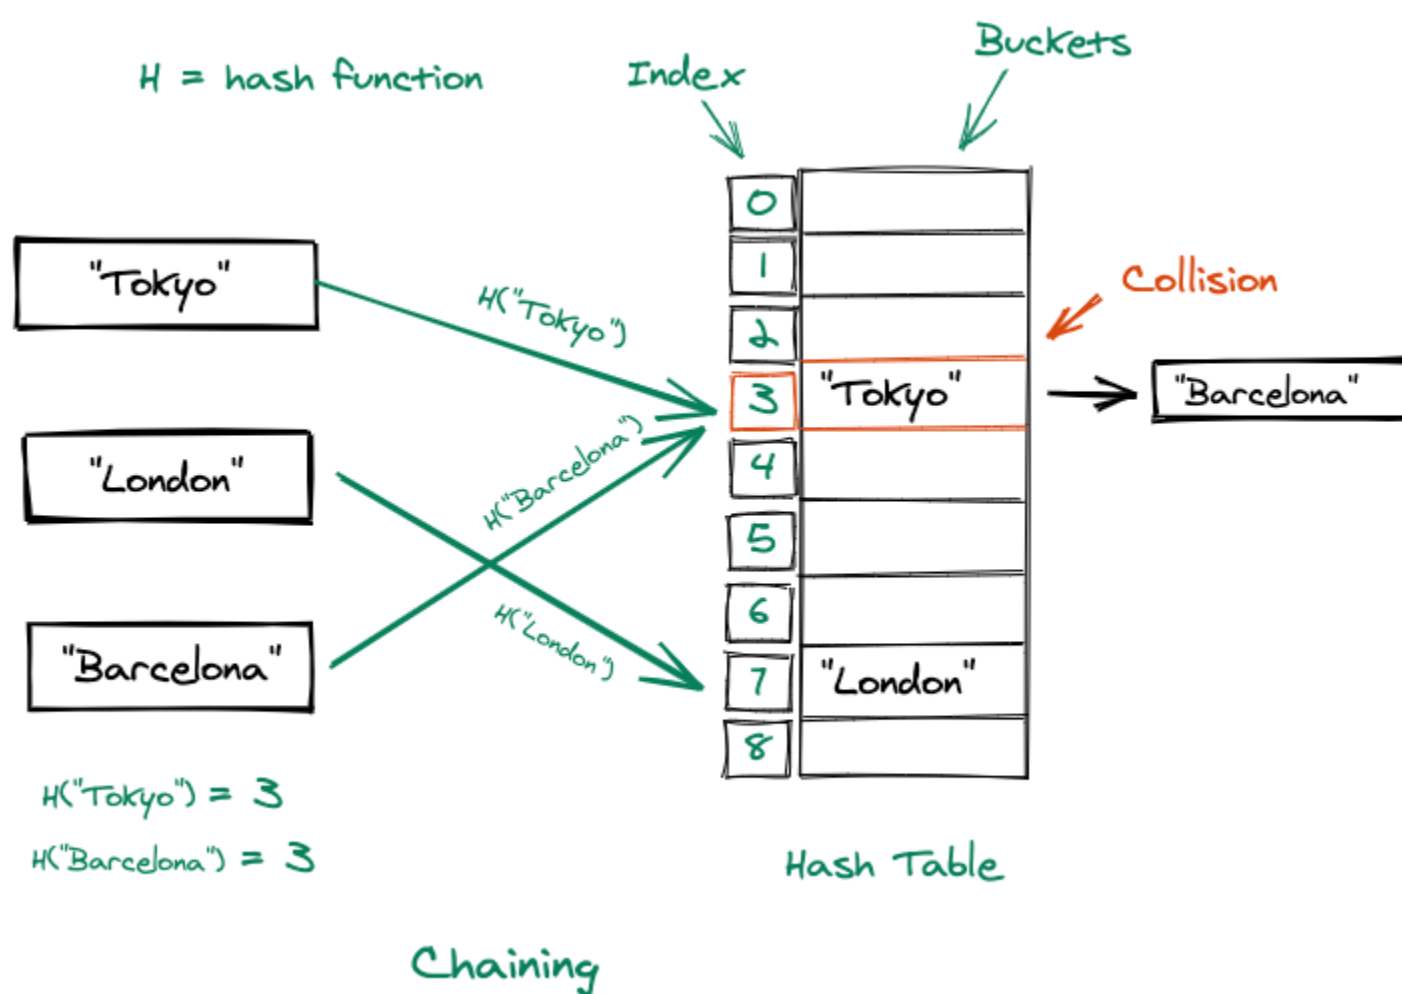 H = hash function
Index
Buckets
"Tokyo"
"London"
"Barcelona"
H("Tokyo")
H("Barcelona")
H("London")
0
1
2
3 "Tokyo"
4
5
6
7 "London"
8
Collision
"Barcelona"
H("Tokyo") = 3
H("Barcelona") = 3
Hash Table
Chaining